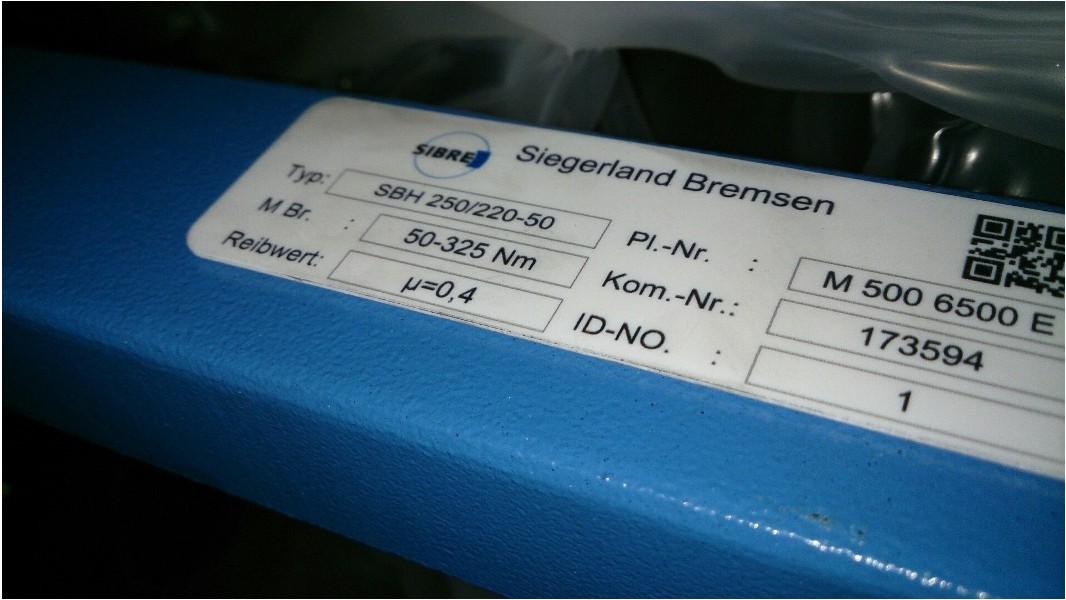 SIBRE Siegerland Bremsen
Typ: SBH 250/220-50
M Br. : 50-325 Nm
Reibwert: µ=0,4
Pl.-Nr. : M 500 6500 E
Kom.-Nr.: 173594
ID-NO. : 1